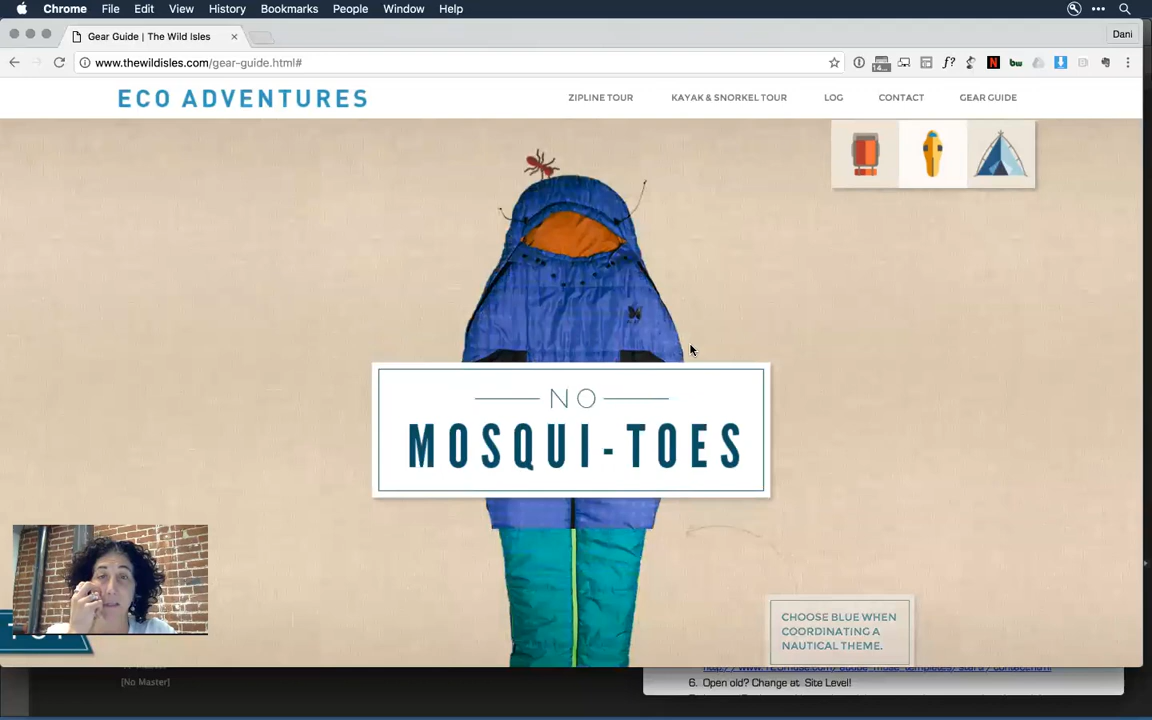 Chrome File Edit View History Bookmarks People Window Help
Gear Guide | The Wild Isles
Dani
www.thewildisles.com/gear-guide.html#
ECO ADVENTURES
ZIPLINE TOUR
KAYAK & SNORKEL TOUR
LOG
CONTACT
GEAR GUIDE
NO
MOSQUI-TOES
CHOOSE BLUE WHEN
COORDINATING A
NAUTICAL THEME.
[No Master]
6. Open old? Change at Site Level!